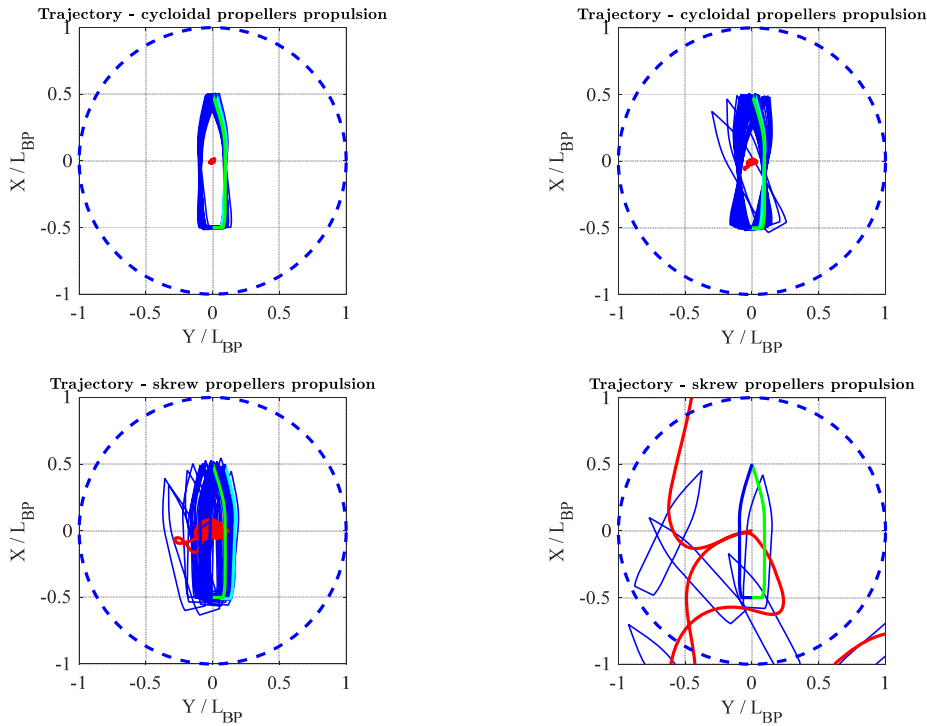 Trajectory - cycloidal propellers propulsion
1
0.5
0
-0.5
-1
X / L_BP
-1 -0.5 0 0.5 1
Y / L_BP
Trajectory - cycloidal propellers propulsion
1
0.5
0
-0.5
-1
X / L_BP
-1 -0.5 0 0.5 1
Y / L_BP
Trajectory - skrew propellers propulsion
1
0.5
0
-0.5
-1
X / L_BP
-1 -0.5 0 0.5 1
Y / L_BP
Trajectory - skrew propellers propulsion
1
0.5
0
-0.5
-1
X / L_BP
-1 -0.5 0 0.5 1
Y / L_BP